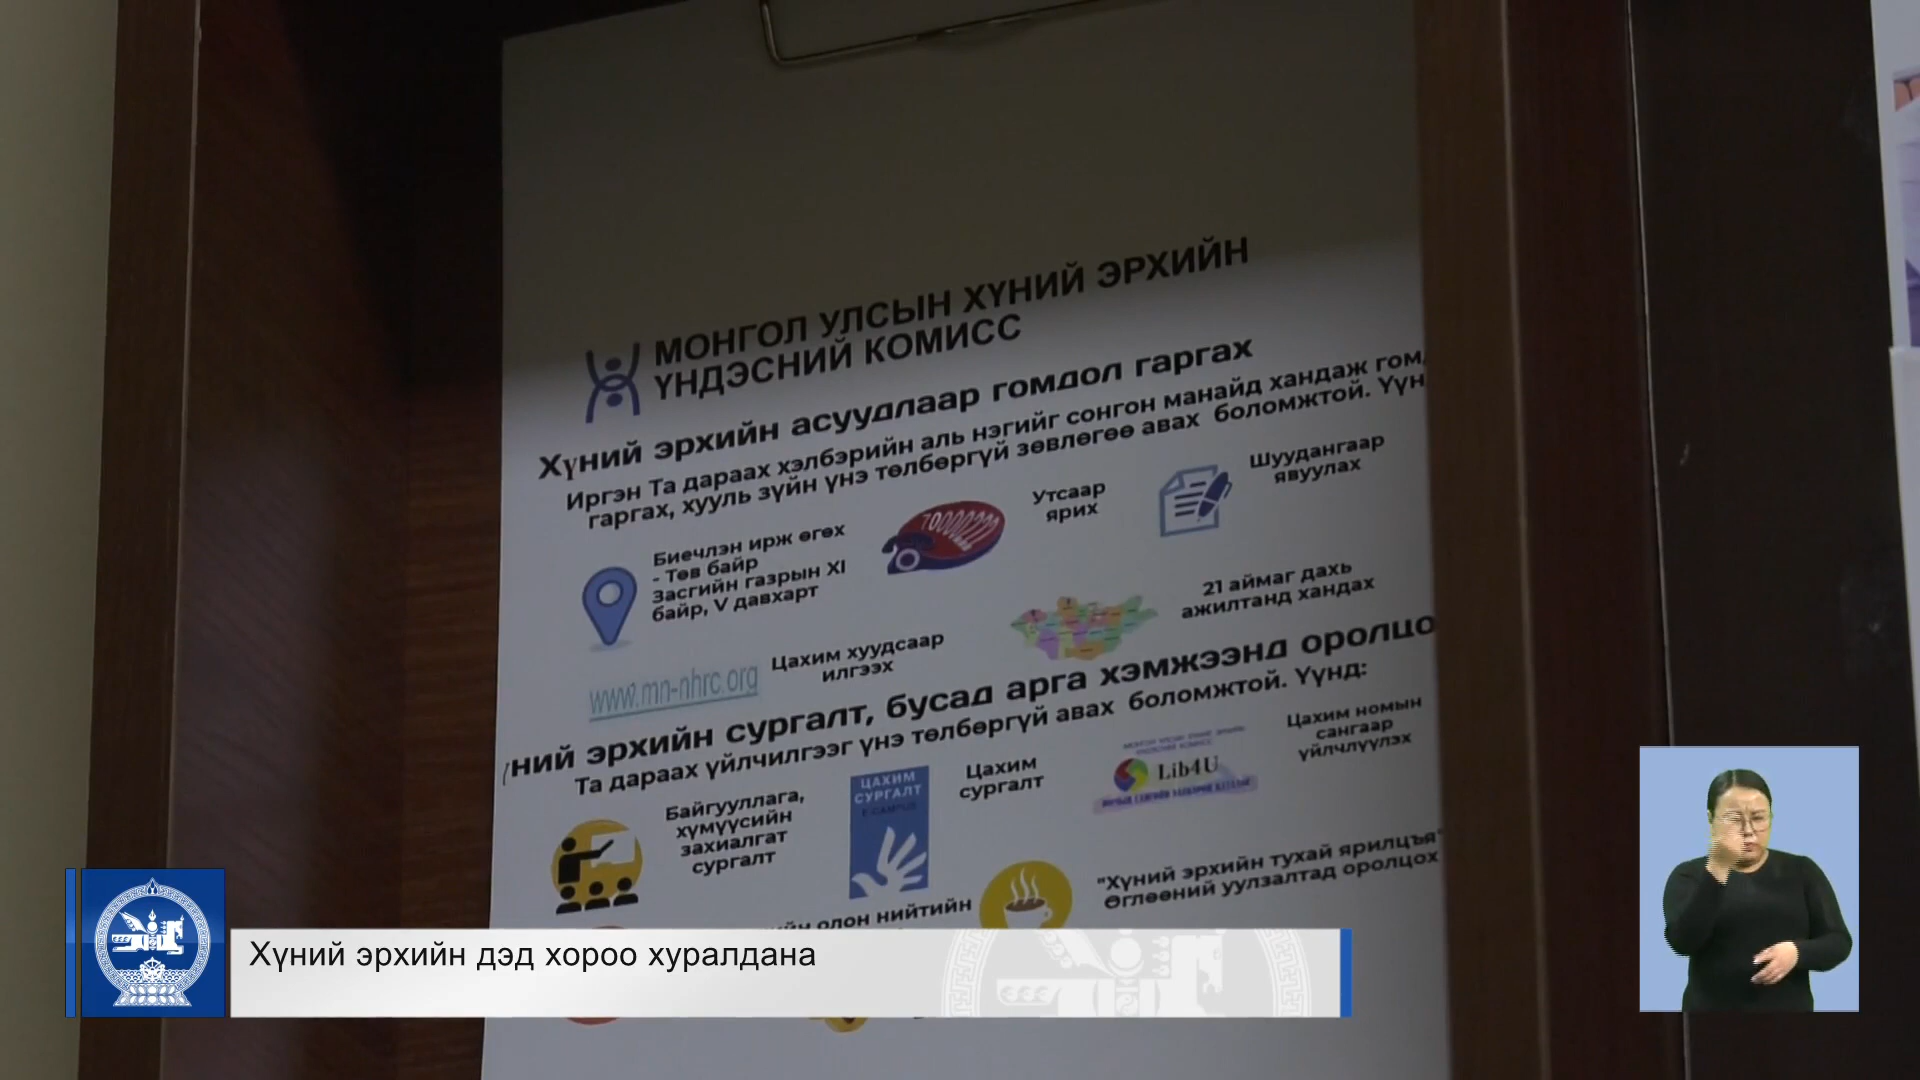 МОНГОЛ УЛСЫН ХҮНИЙ ЭРХИЙН
ҮНДЭСНИЙ КОМИСС
Хүний эрхийн асуудлаар гомдол гаргах
Иргэн Та дараах хэлбэрийн аль нэгийг сонгон манайд хандаж
гаргах, хууль зүйн үнэ төлбөргүй зөвлөгөө авах боломжтой.
Биечлэн ирж өгөх
- Төв байр
Засгийн газрын XI
байр, V давхарт
70000222
Утсаар
ярих
Шуудангаар
явуулах
www.mn-nhrc.org
Цахим хуудсаар
илгээх
21 аймаг дахь
ажилтанд хандах
эрхийн сургалт, бусад арга хэмжээнд
Та дараах үйлчилгээг үнэ төлбөргүй авах боломжтой. Үүнд:
Байгууллага,
хүмүүсийн
захиалгат
сургалт
ЦАХИМ
СУРГАЛТ
E-CAMPUS
Цахим
сургалт
Lib4U
Цахим номын
сангаар
үйлчлүүлэх
"Хүний эрхийн тухай ярилцъя"
Өглөөний уулзалтад оролцох
олон нийтийн
Хүний эрхийн дэд хороо хуралдана